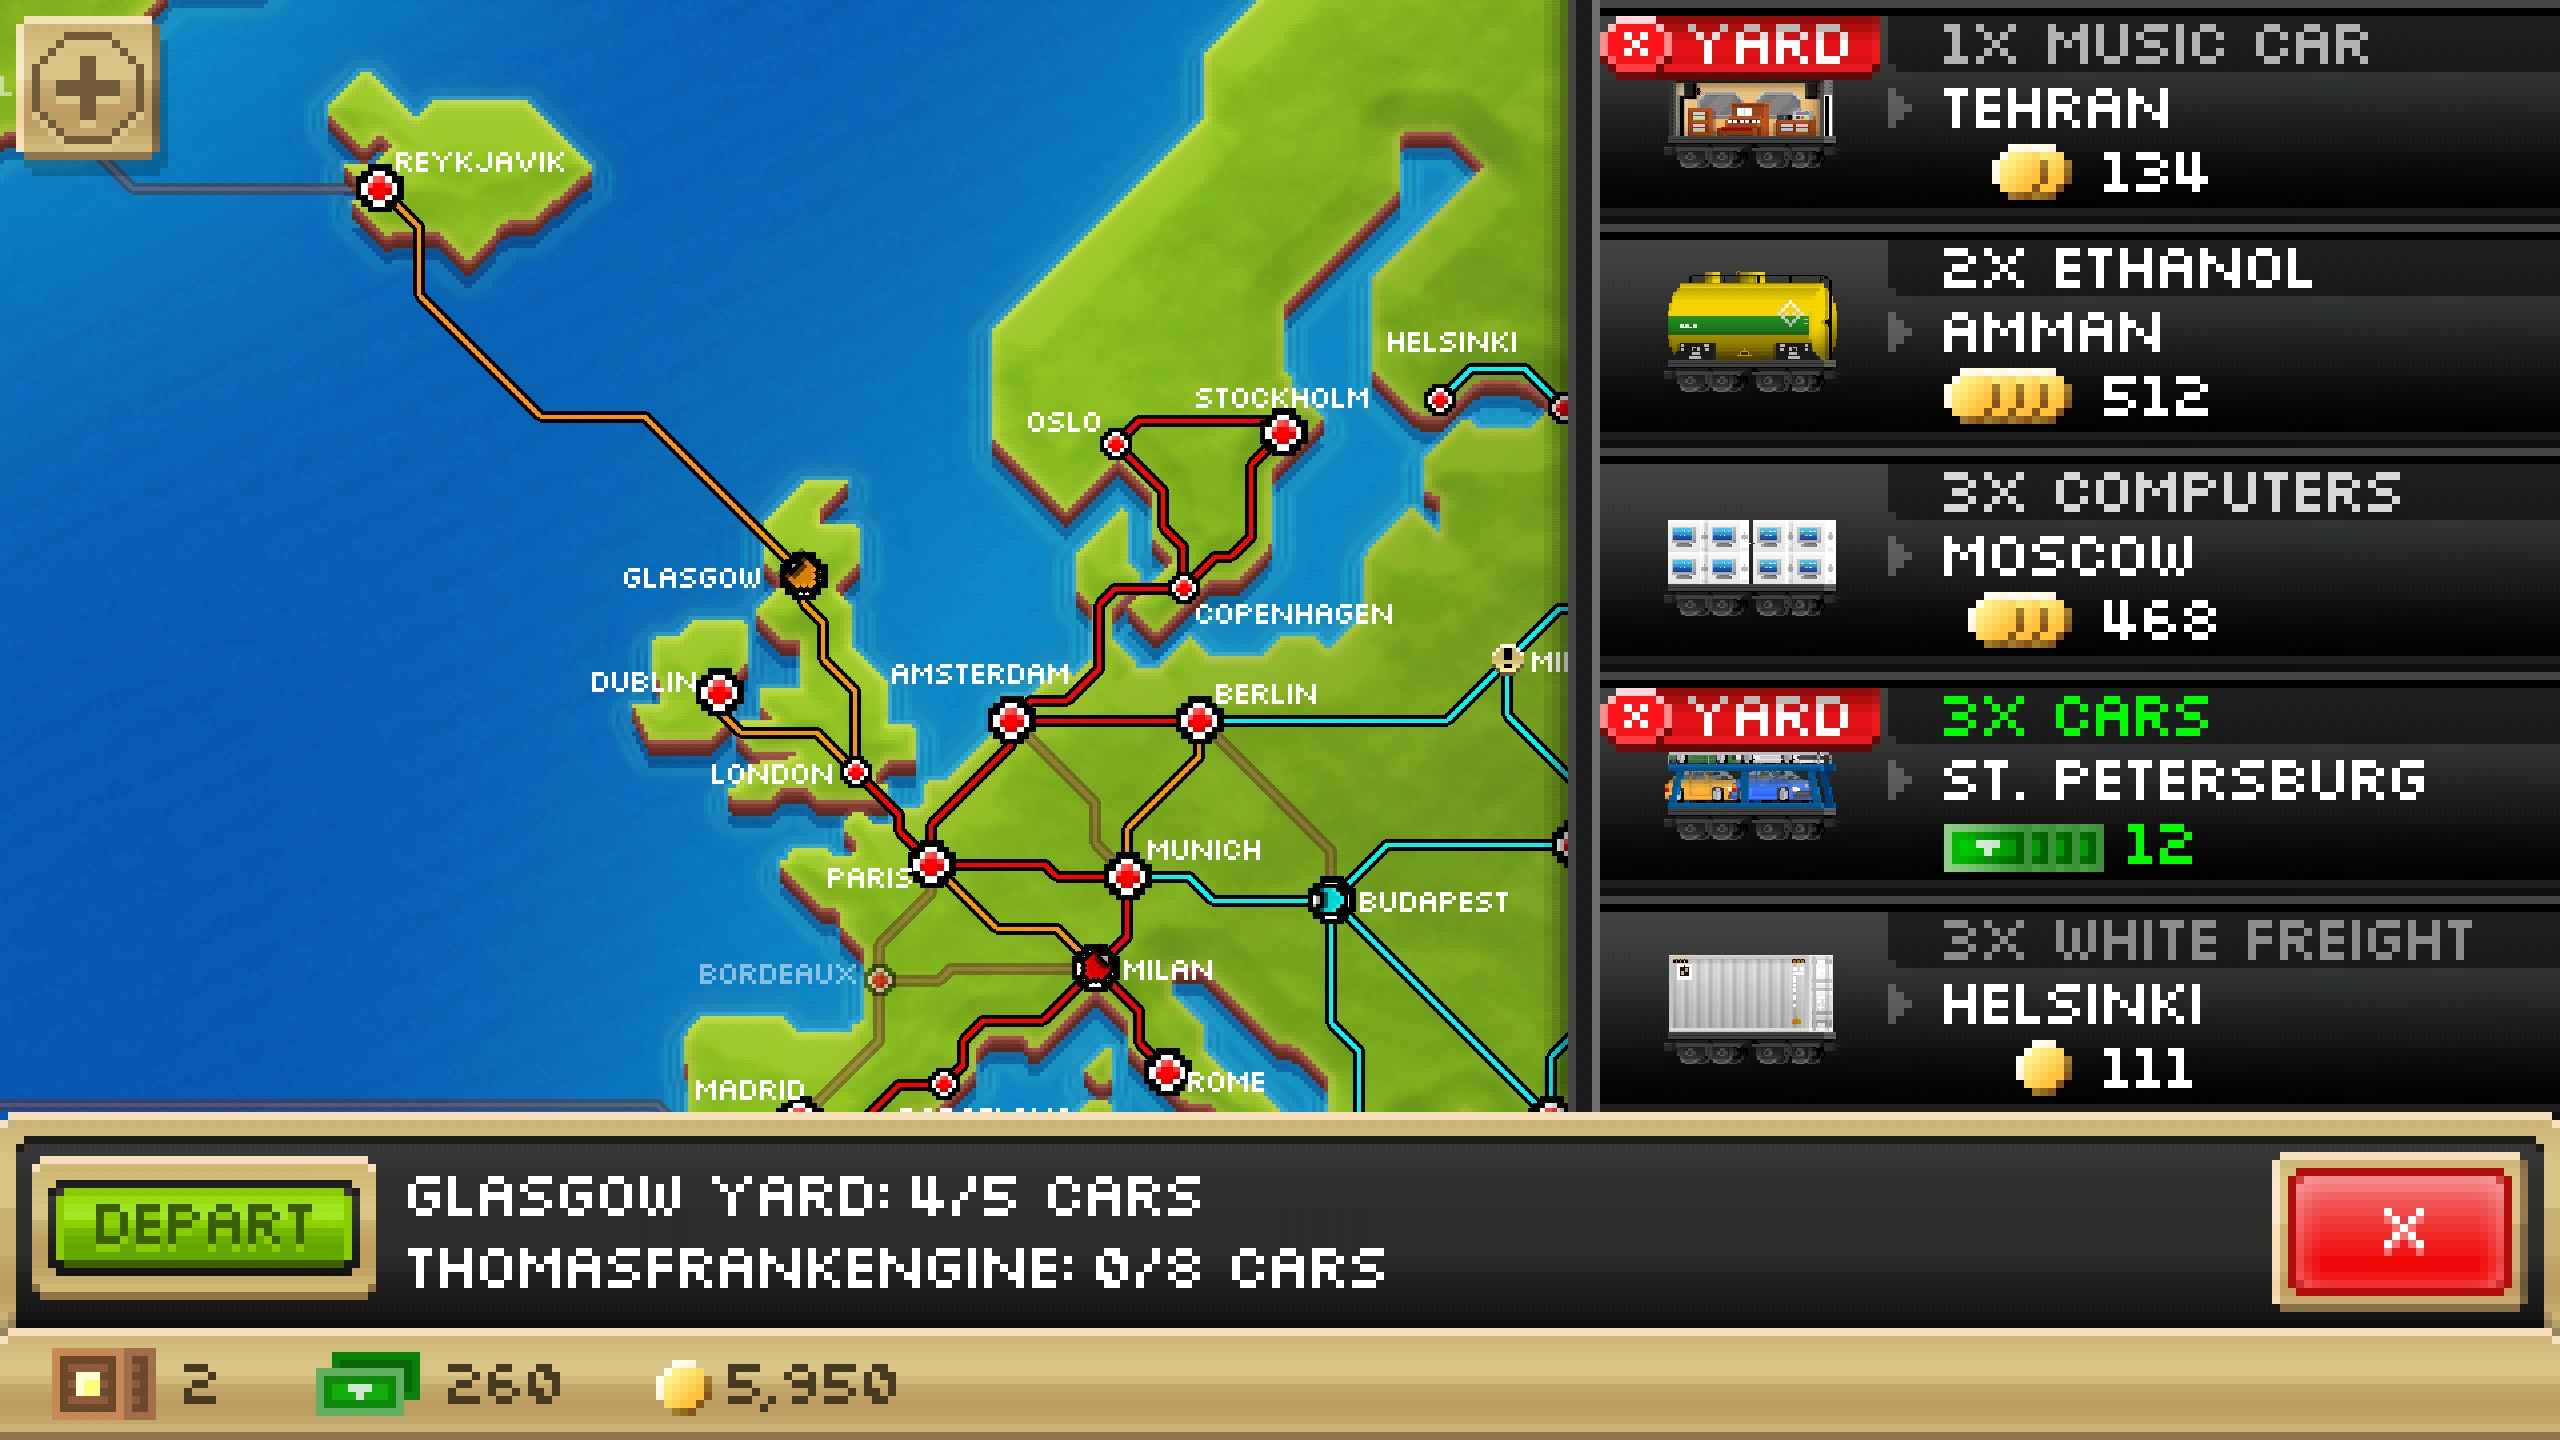 REYKJAVIK
HELSINKI
STOCKHOLM
OSLO
GLASGOW
COPENHAGEN
AMSTERDAM
DUBLIN
BERLIN
LONDON
MUNICH
PARIS
BUDAPEST
BORDEAUX
MILAN
ROME
MADRID
YARD
1X MUSIC CAR
TEHRAN
134
2X ETHANOL
AMMAN
512
3X COMPUTERS
MOSCOW
468
YARD
3X CARS
ST. PETERSBURG
12
3X WHITE FREIGHT
HELSINKI
111
DEPART
GLASGOW YARD: 4/5 CARS
THOMASFRANKENGINE: 0/8 CARS
X
2
260
5,950